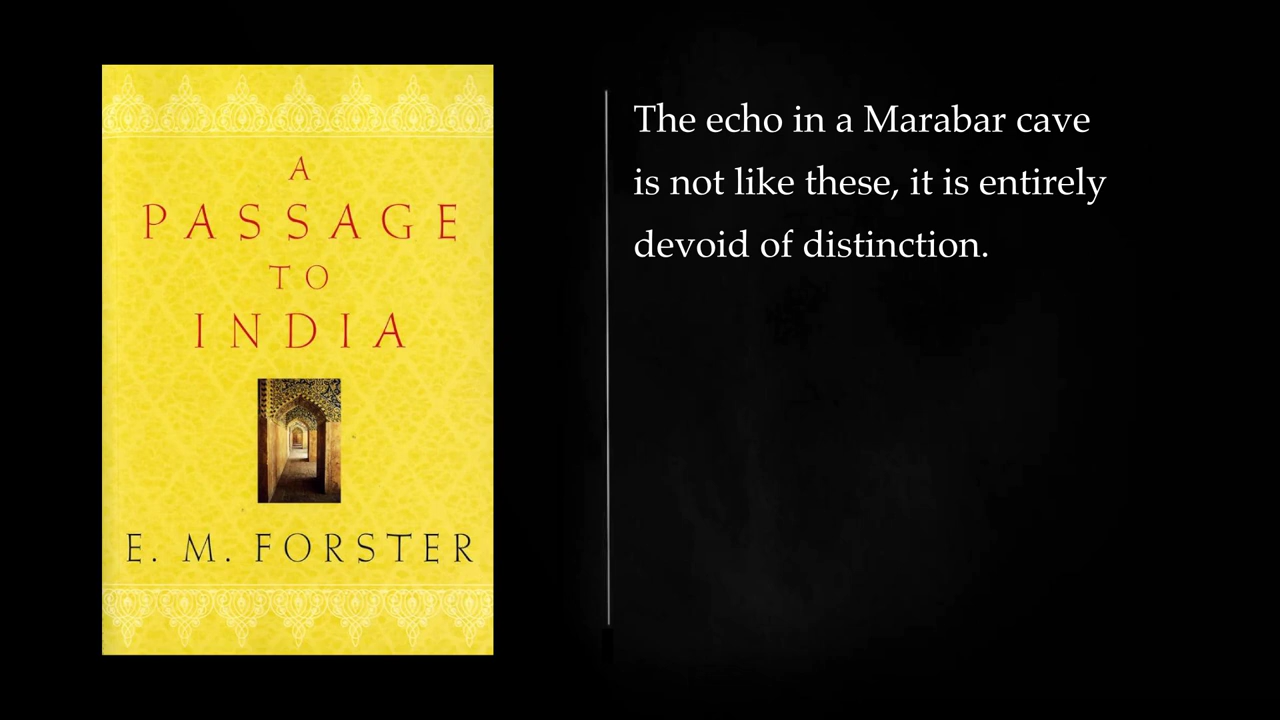 A
PASSAGE
TO
INDIA
E. M. FORSTER
The echo in a Marabar cave
is not like these, it is entirely
devoid of distinction.